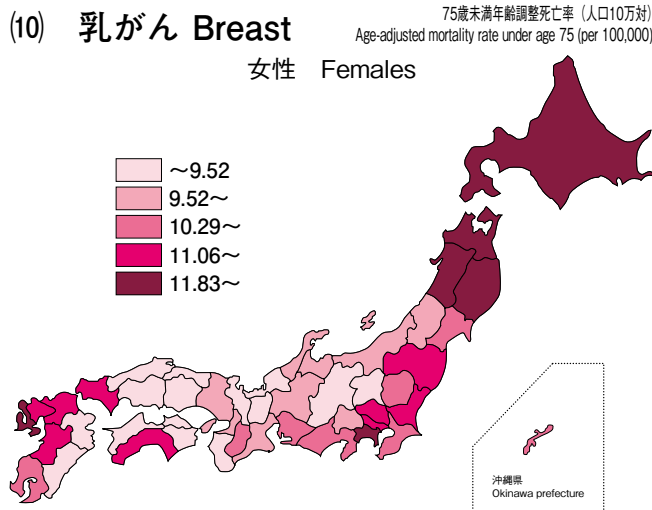 ⑽ 乳がん Breast
75歳未満年齢調整死亡率（人口10万対）
Age-adjusted mortality rate under age 75 (per 100,000)
女性 Females
～9.52
9.52～
10.29～
11.06～
11.83～
沖縄県
Okinawa prefecture